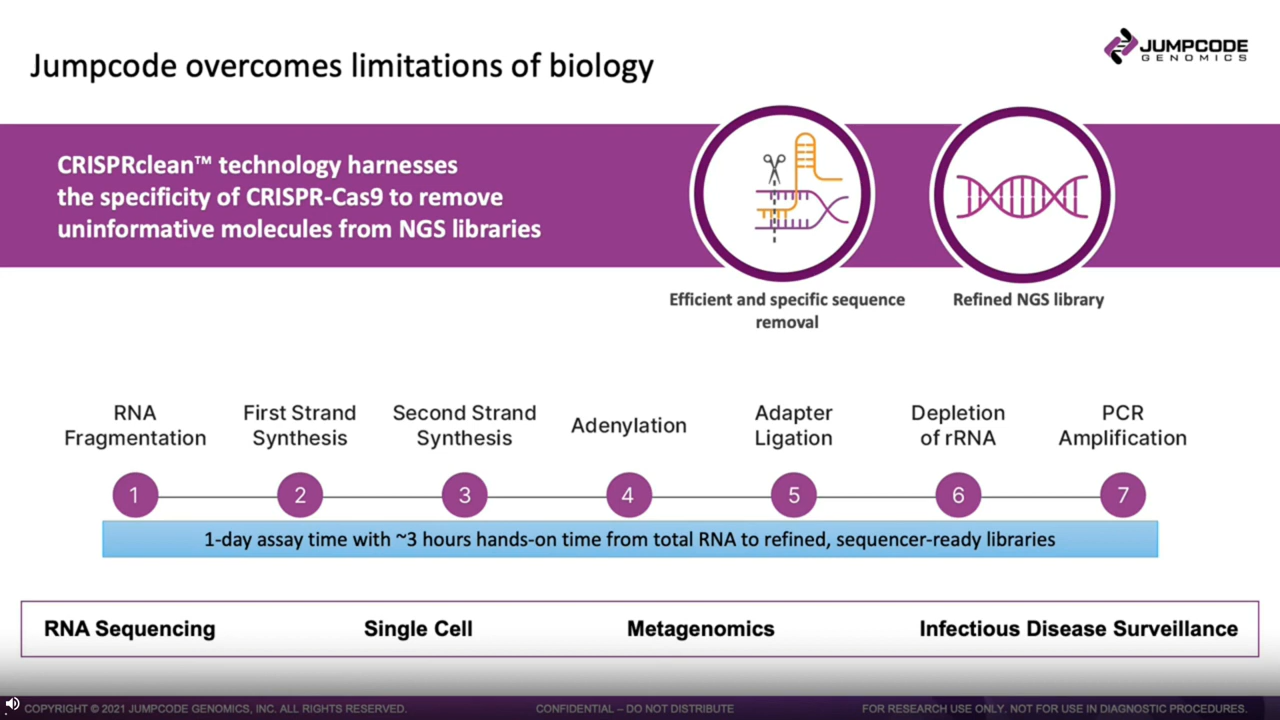 Jumpcode overcomes limitations of biology
JUMPCODE
GENOMICS
CRISPRclean™ technology harnesses
the specificity of CRISPR-Cas9 to remove
uninformative molecules from NGS libraries
Efficient and specific sequence
removal
Refined NGS library
RNA
Fragmentation
First Strand
Synthesis
Second Strand
Synthesis
Adenylation
Adapter
Ligation
Depletion
of rRNA
PCR
Amplification
1 2 3 4 5 6 7
1-day assay time with ~3 hours hands-on time from total RNA to refined, sequencer-ready libraries
RNA Sequencing Single Cell Metagenomics Infectious Disease Surveillance
COPYRIGHT © 2021 JUMPCODE GENOMICS, INC. ALL RIGHTS RESERVED. CONFIDENTIAL – DO NOT DISTRIBUTE FOR RESEARCH USE ONLY. NOT FOR USE IN DIAGNOSTIC PROCEDURES.